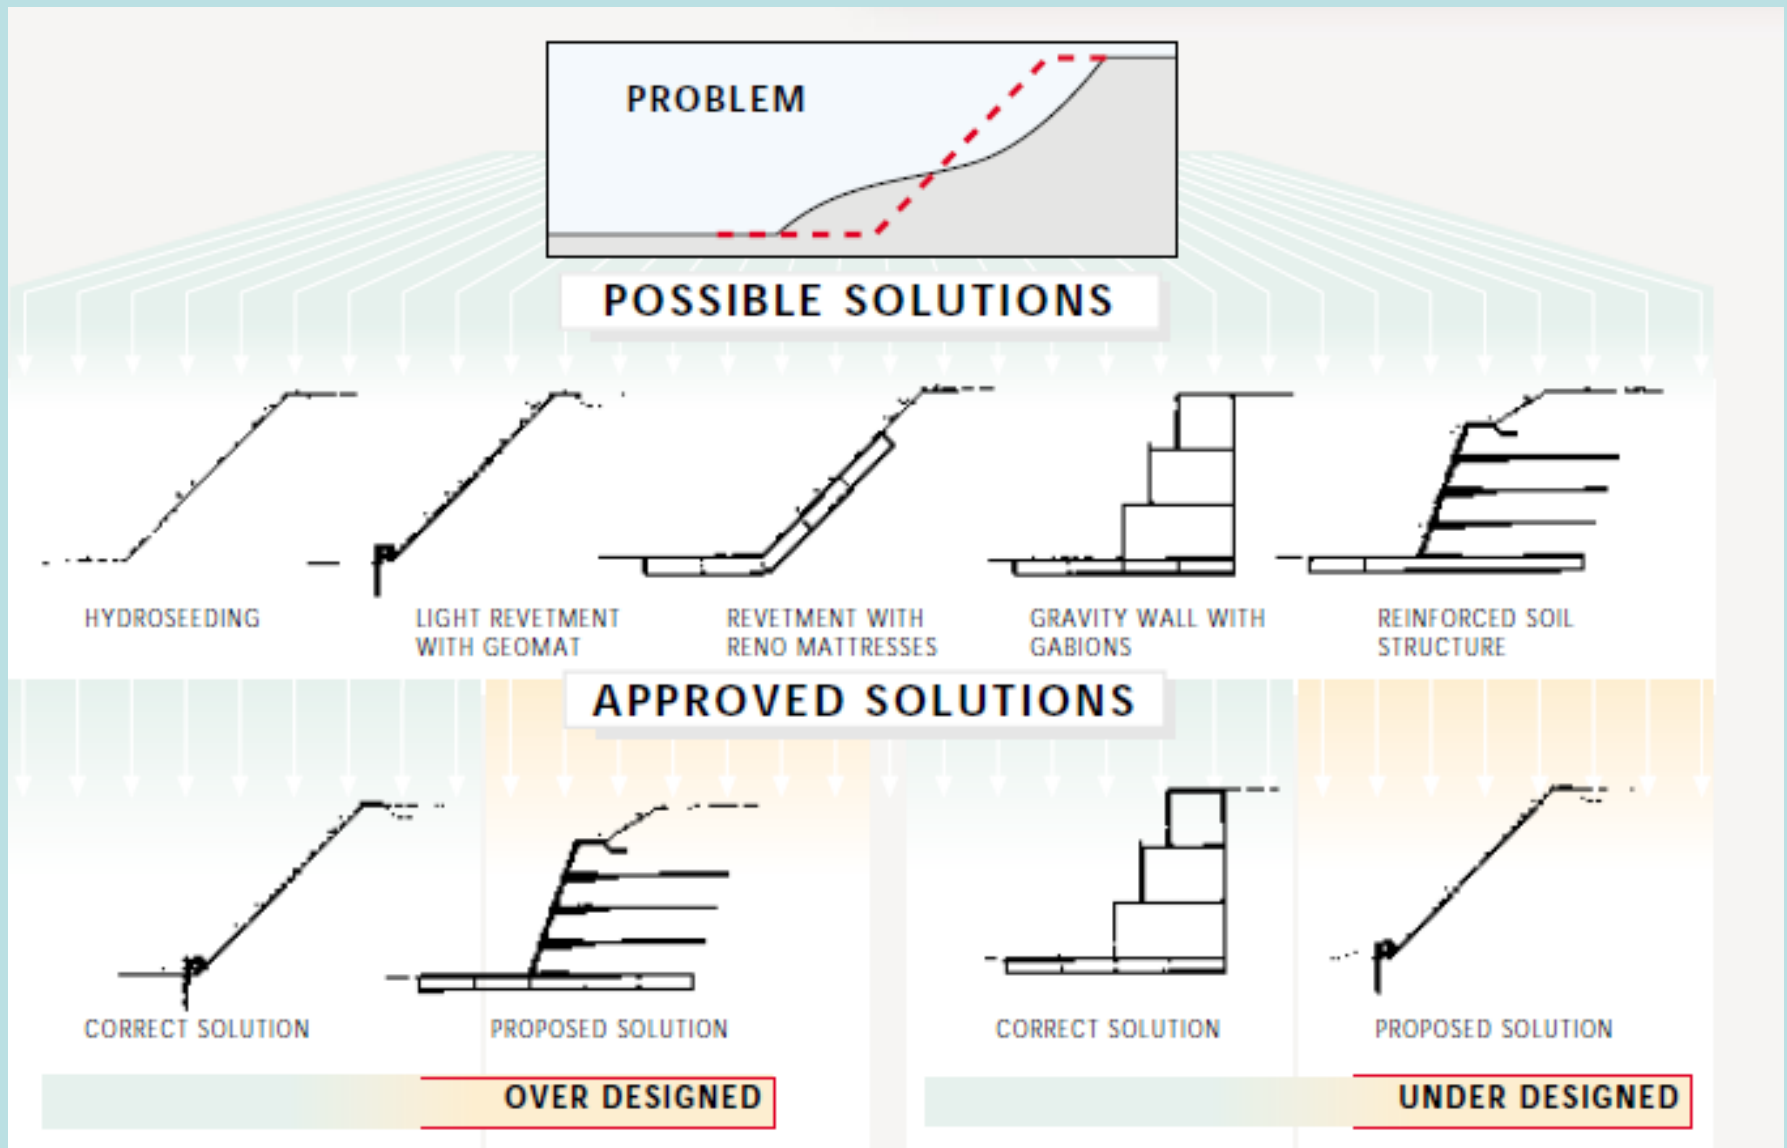 PROBLEM
POSSIBLE SOLUTIONS
HYDROSEEDING
LIGHT REVETMENT
WITH GEOMAT
REVETMENT WITH
RENO MATTRESSES
GRAVITY WALL WITH
GABIONS
REINFORCED SOIL
STRUCTURE
APPROVED SOLUTIONS
CORRECT SOLUTION
PROPOSED SOLUTION
CORRECT SOLUTION
PROPOSED SOLUTION
OVER DESIGNED
UNDER DESIGNED